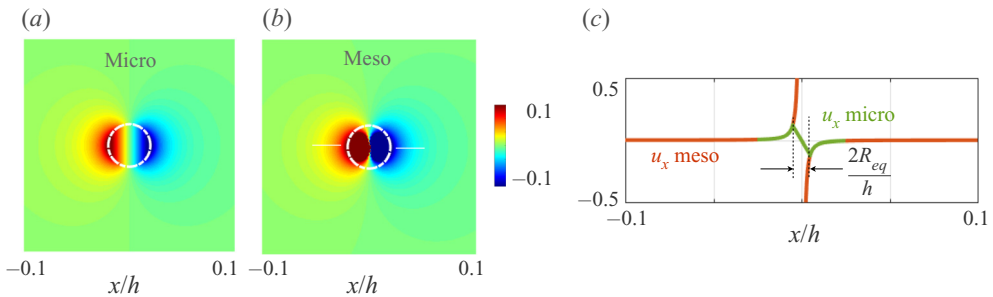 (a)
Micro
−0.1
0.1
x/h
(b)
Meso
−0.1
0.1
x/h
0.1
−0.1
(c)
0.5
−0.5
u_x meso
u_x micro
2R_eq
h
−0.1
0.1
x/h